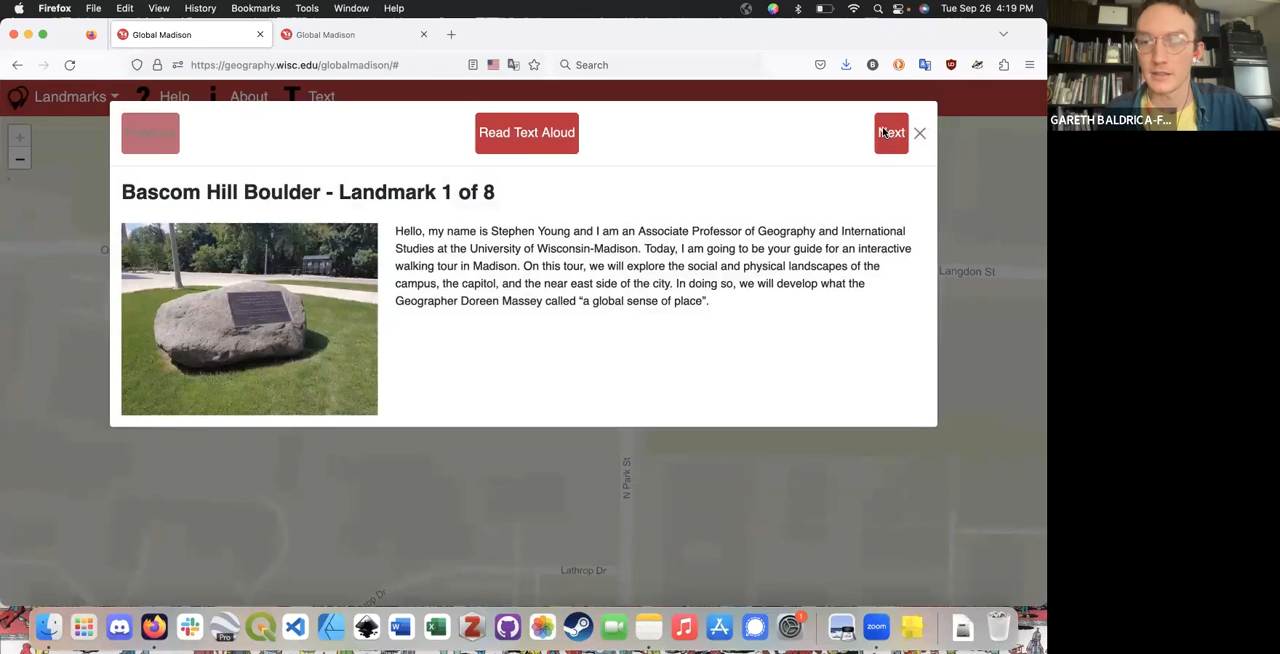 Firefox File Edit View History Bookmarks Tools Window Help Tue Sep 26 4:19 PM
Global Madison Global Madison
https://geography.wisc.edu/globalmadison/# Search
Landmarks Help About Text
GARETH BALDRICA-F...
Previous Read Text Aloud Next
Bascom Hill Boulder - Landmark 1 of 8
Hello, my name is Stephen Young and I am an Associate Professor of Geography and International
Studies at the University of Wisconsin-Madison. Today, I am going to be your guide for an interactive
walking tour in Madison. On this tour, we will explore the social and physical landscapes of the
campus, the capitol, and the near east side of the city. In doing so, we will develop what the
Geographer Doreen Massey called “a global sense of place”.
Langdon St
N Park St
Lathrop Dr
Dr
Pro
zoom
1